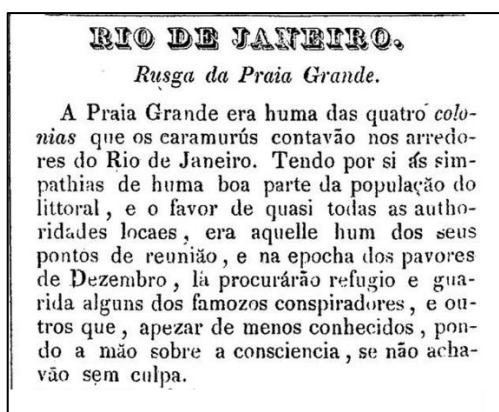 RIO DE JANEIRO.
Rusga da Praia Grande.
A Praia Grande era huma das quatro colo-
nias que os caramurús contavão nos arredo-
res do Rio de Janeiro. Tendo por si ás sim-
pathias de huma boa parte da população do
littoral, e o favor de quasi todas as autho-
ridades locaes, era aquelle hum dos seus
pontos de reunião, e na epocha dos pavores
de Dezembro, lá procurárão refugio e gua-
rida alguns dos famozos conspiradores, e ou-
tros que, apezar de menos conhecidos, pon-
do a mão sobre a consciencia, se não acha-
vão sem culpa.